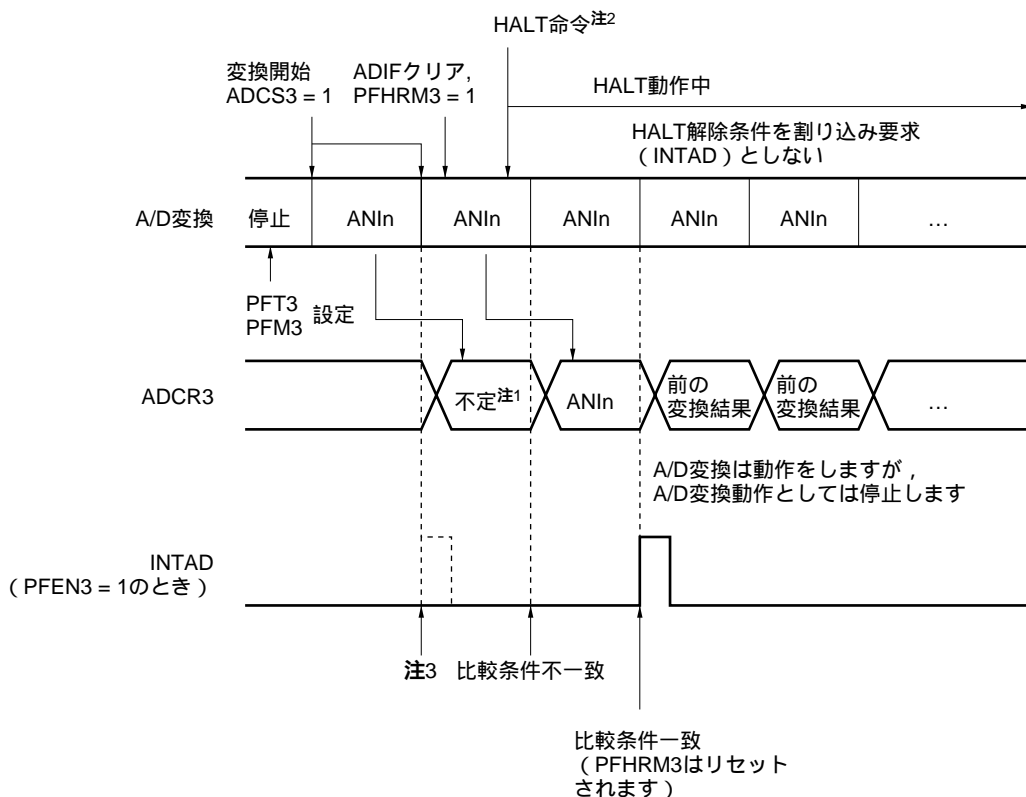 HALT命令注2
変換開始
ADCS3 = 1
ADIFクリア,
PFHRM3 = 1
HALT動作中
HALT解除条件を割り込み要求
（INTAD）としない
A/D変換
停止
ANIn
ANIn
ANIn
ANIn
ANIn
…
PFT3
PFM3
設定
ADCR3
不定注1
ANIn
前の
変換結果
前の
変換結果
…
A/D変換は動作をしますが，
A/D変換動作としては停止します
INTAD
（PFEN3 = 1のとき）
注3
比較条件不一致
比較条件一致
（PFHRM3はリセット
されます）